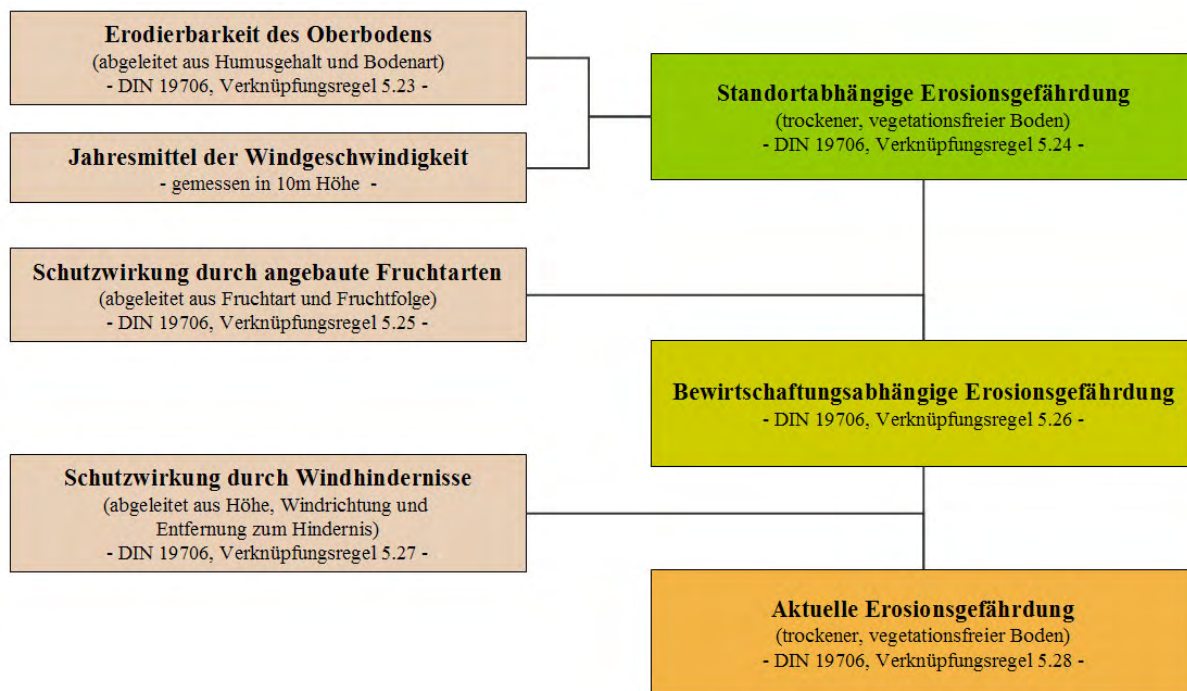 Erodierbarkeit des Oberbodens
(abgeleitet aus Humusgehalt und Bodenart)
- DIN 19706, Verknüpfungsregel 5.23 -
Jahresmittel der Windgeschwindigkeit
- gemessen in 10m Höhe  -
Standortabhängige Erosionsgefährdung
(trockener, vegetationsfreier Boden)
- DIN 19706, Verknüpfungsregel 5.24 -
Schutzwirkung durch angebaute Fruchtarten
(abgeleitet aus Fruchtart und Fruchtfolge)
- DIN 19706, Verknüpfungsregel 5.25 -
Bewirtschaftungsabhängige Erosionsgefährdung
- DIN 19706, Verknüpfungsregel 5.26 -
Schutzwirkung durch Windhindernisse
(abgeleitet aus Höhe, Windrichtung und
Entfernung zum Hindernis)
- DIN 19706, Verknüpfungsregel 5.27 -
Aktuelle Erosionsgefährdung
(trockener, vegetationsfreier Boden)
- DIN 19706, Verknüpfungsregel 5.28 -